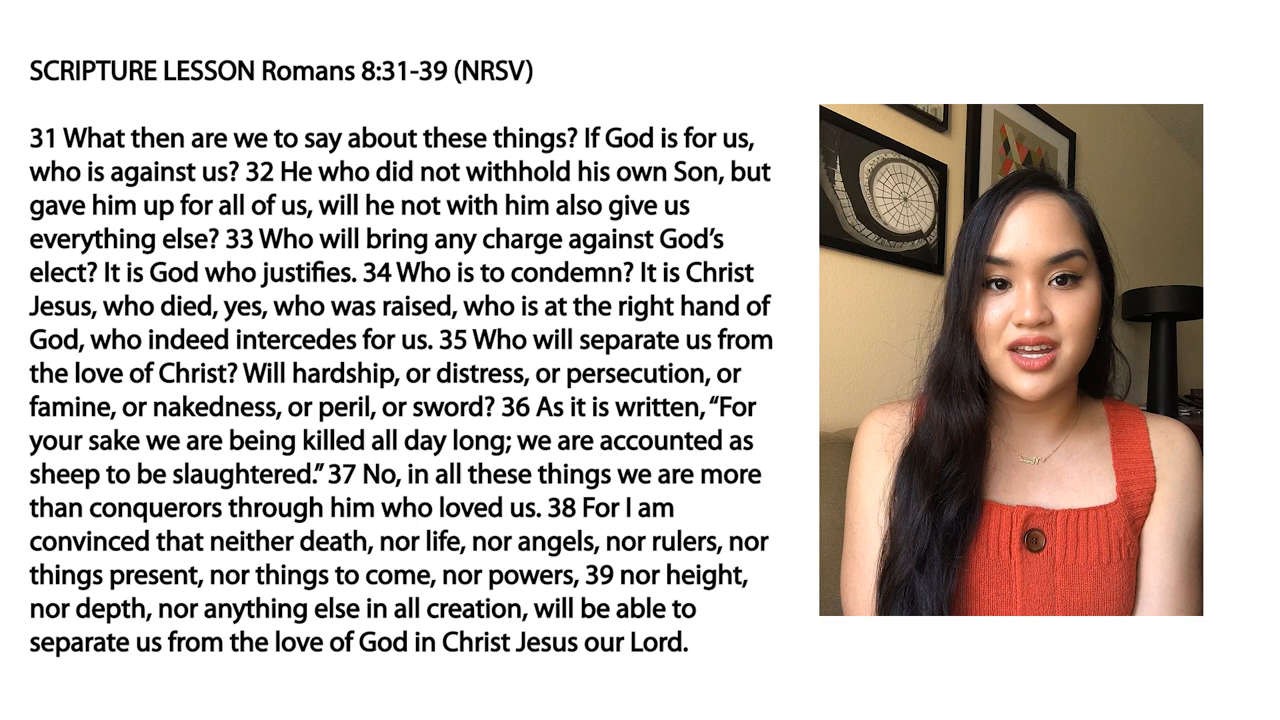 SCRIPTURE LESSON Romans 8:31-39 (NRSV)
31 What then are we to say about these things? If God is for us,
who is against us? 32 He who did not withhold his own Son, but
gave him up for all of us, will he not with him also give us
everything else? 33 Who will bring any charge against God’s
elect? It is God who justifies. 34 Who is to condemn? It is Christ
Jesus, who died, yes, who was raised, who is at the right hand of
God, who indeed intercedes for us. 35 Who will separate us from
the love of Christ? Will hardship, or distress, or persecution, or
famine, or nakedness, or peril, or sword? 36 As it is written, “For
your sake we are being killed all day long; we are accounted as
sheep to be slaughtered.” 37 No, in all these things we are more
than conquerors through him who loved us. 38 For I am
convinced that neither death, nor life, nor angels, nor rulers, nor
things present, nor things to come, nor powers, 39 nor height,
nor depth, nor anything else in all creation, will be able to
separate us from the love of God in Christ Jesus our Lord.